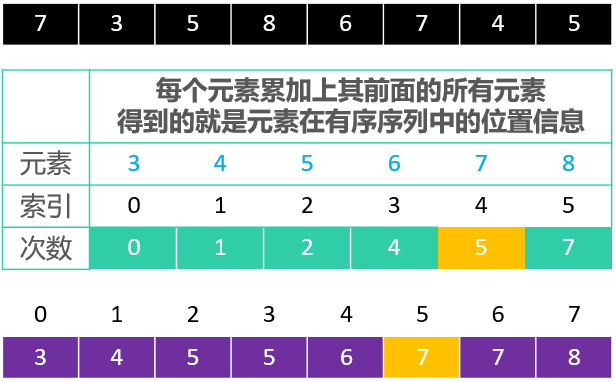 7 3 5 8 6 7 4 5
每个元素累加上其前面的所有元素
得到的就是元素在有序序列中的位置信息
元素 3 4 5 6 7 8
索引 0 1 2 3 4 5
次数 0 1 2 4 5 7
0 1 2 3 4 5 6 7
3 4 5 5 6 7 7 8